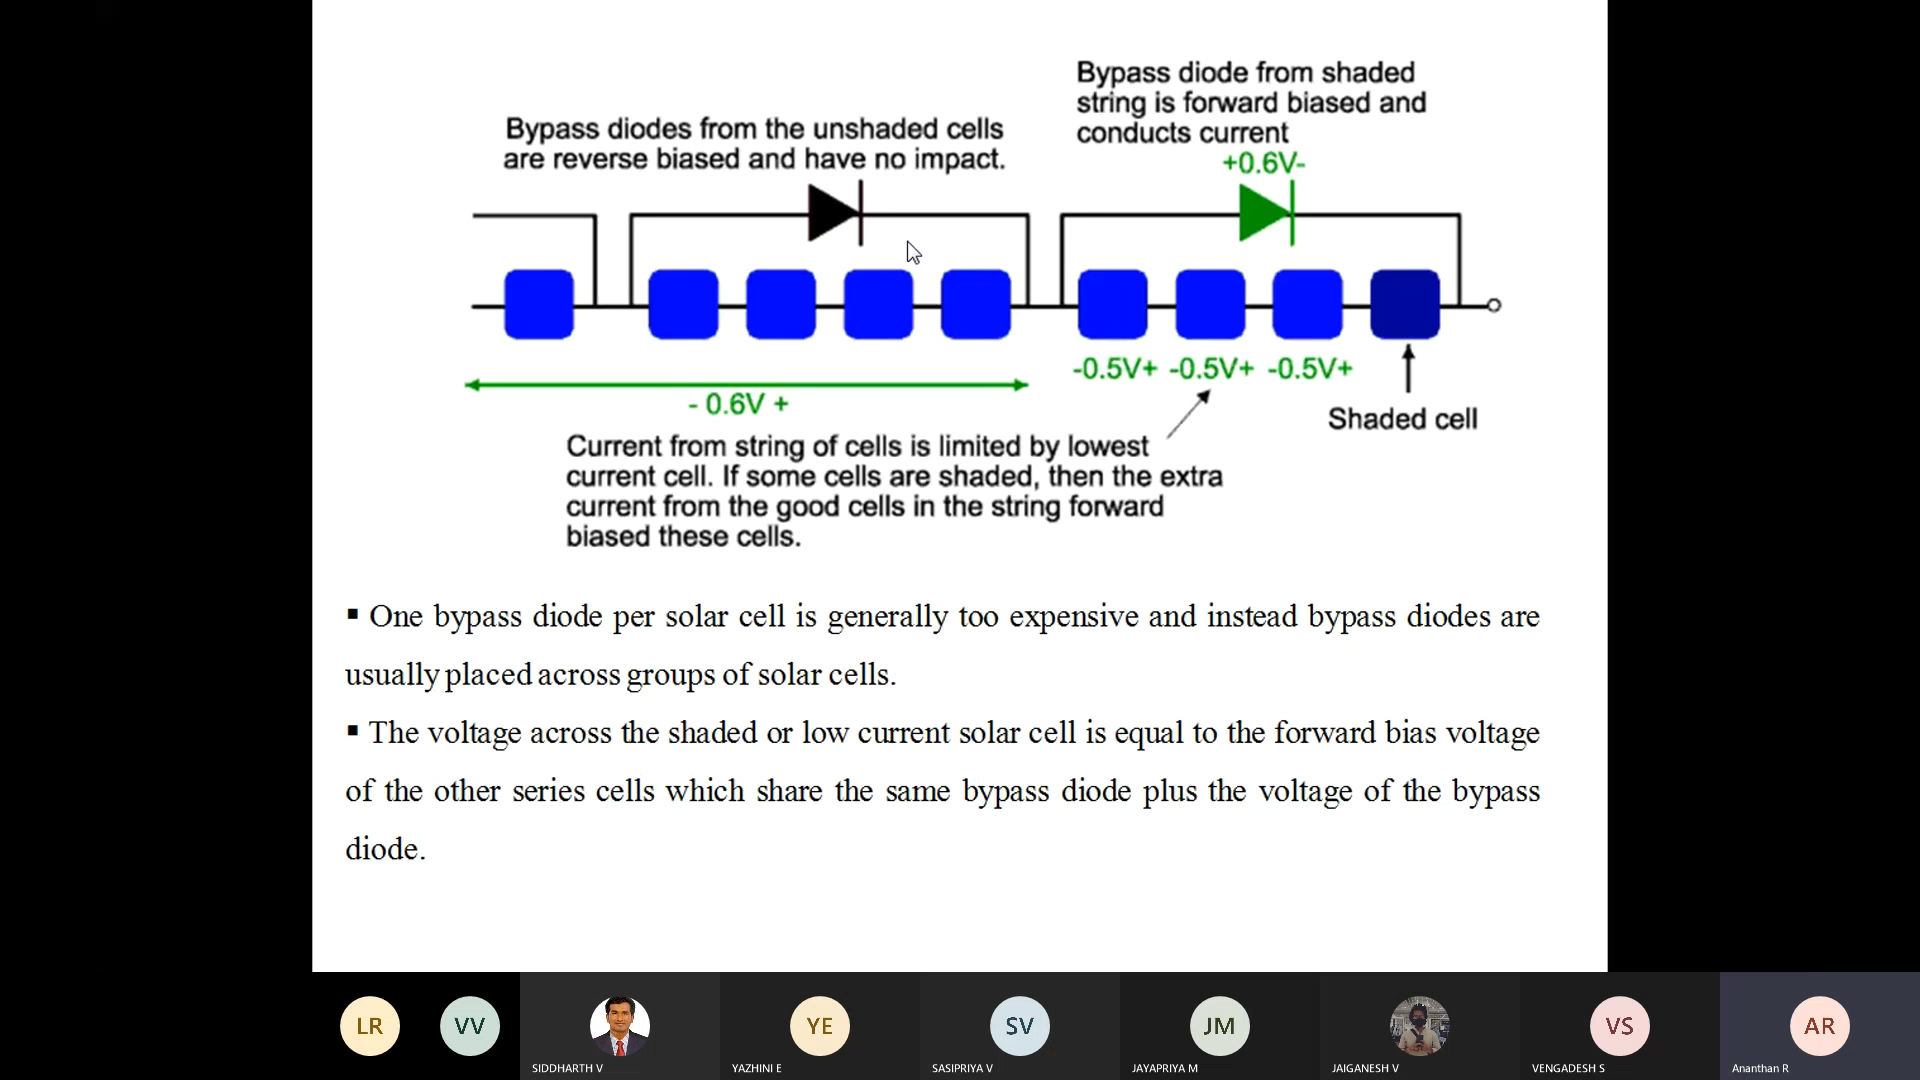 Bypass diode from shaded
string is forward biased and
conducts current
+0.6V-
Bypass diodes from the unshaded cells
are reverse biased and have no impact.
-0.5V+ -0.5V+ -0.5V+
- 0.6V +
Shaded cell
Current from string of cells is limited by lowest
current cell. If some cells are shaded, then the extra
current from the good cells in the string forward
biased these cells.
▪ One bypass diode per solar cell is generally too expensive and instead bypass diodes are
usually placed across groups of solar cells.
▪ The voltage across the shaded or low current solar cell is equal to the forward bias voltage
of the other series cells which share the same bypass diode plus the voltage of the bypass
diode.
LR
VV
SIDDHARTH V
YE
YAZHINI E
SV
SASIPRIYA V
JM
JAYAPRIYA M
JAIGANESH V
VS
VENGADESH S
AR
Ananthan R